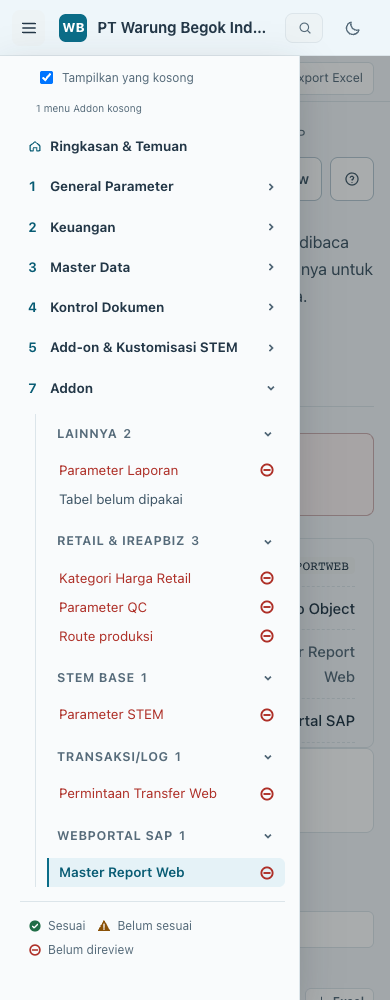 WB PT Warung Begok Ind...
Tampilkan yang kosong
xport Excel
1 menu Addon kosong
Ringkasan & Temuan
1 General Parameter
2 Keuangan
dibaca
3 Master Data
nya untuk
4 Kontrol Dokumen
5 Add-on & Kustomisasi STEM
7 Addon
LAINNYA 2
Parameter Laporan
Tabel belum dipakai
RETAIL & IREAPBIZ 3
PORTWEB
Kategori Harga Retail
Parameter QC
Object
Route produksi
r Report
Web
STEM BASE 1
Parameter STEM
rtal SAP
TRANSAKSI/LOG 1
Permintaan Transfer Web
WEBPORTAL SAP 1
Master Report Web
Sesuai Belum sesuai
Belum direview